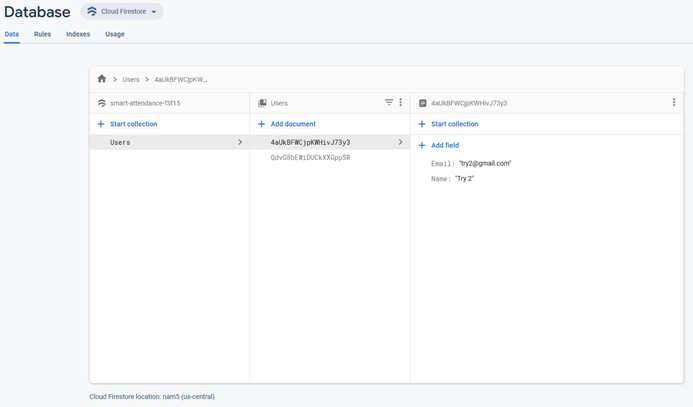 Database
Cloud Firestore
Data Rules Indexes Usage
Users 4aUkBFWCjpKW...
smart-attendance-f3f15
Users
4aUkBFWCjpKWHivJ73y3
Start collection
Add document
Start collection
Users
4aUkBFWCjpKWHivJ73y3
QdvG8bEWiDUCkXXGppSR
Add field
Email: "try2@gmail.com"
Name: "Try 2"
Cloud Firestore location: nam5 (us-central)